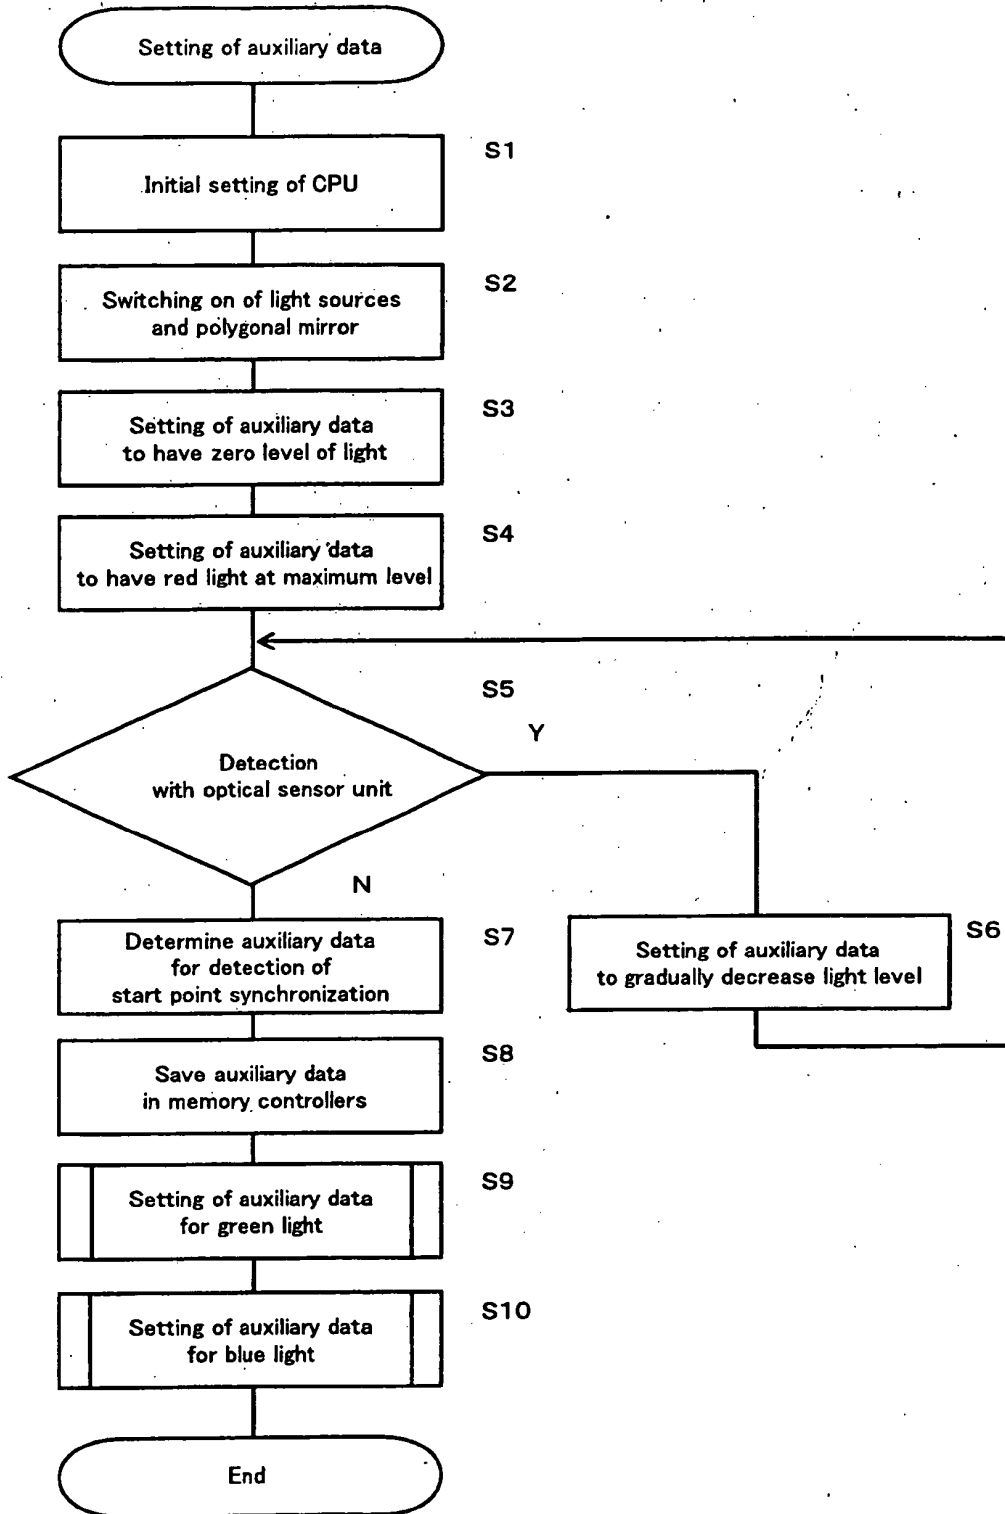 Setting of auxiliary data
S1
Initial setting of CPU
S2
Switching on of light sources
and polygonal mirror
S3
Setting of auxiliary data
to have zero level of light
S4
Setting of auxiliary data
to have red light at maximum level
S5
Y
Detection
with optical sensor unit
N
S7
Determine auxiliary data
for detection of
start point synchronization
S6
Setting of auxiliary data
to gradually decrease light level
S8
Save auxiliary data
in memory controllers
S9
Setting of auxiliary data
for green light
S10
Setting of auxiliary data
for blue light
End